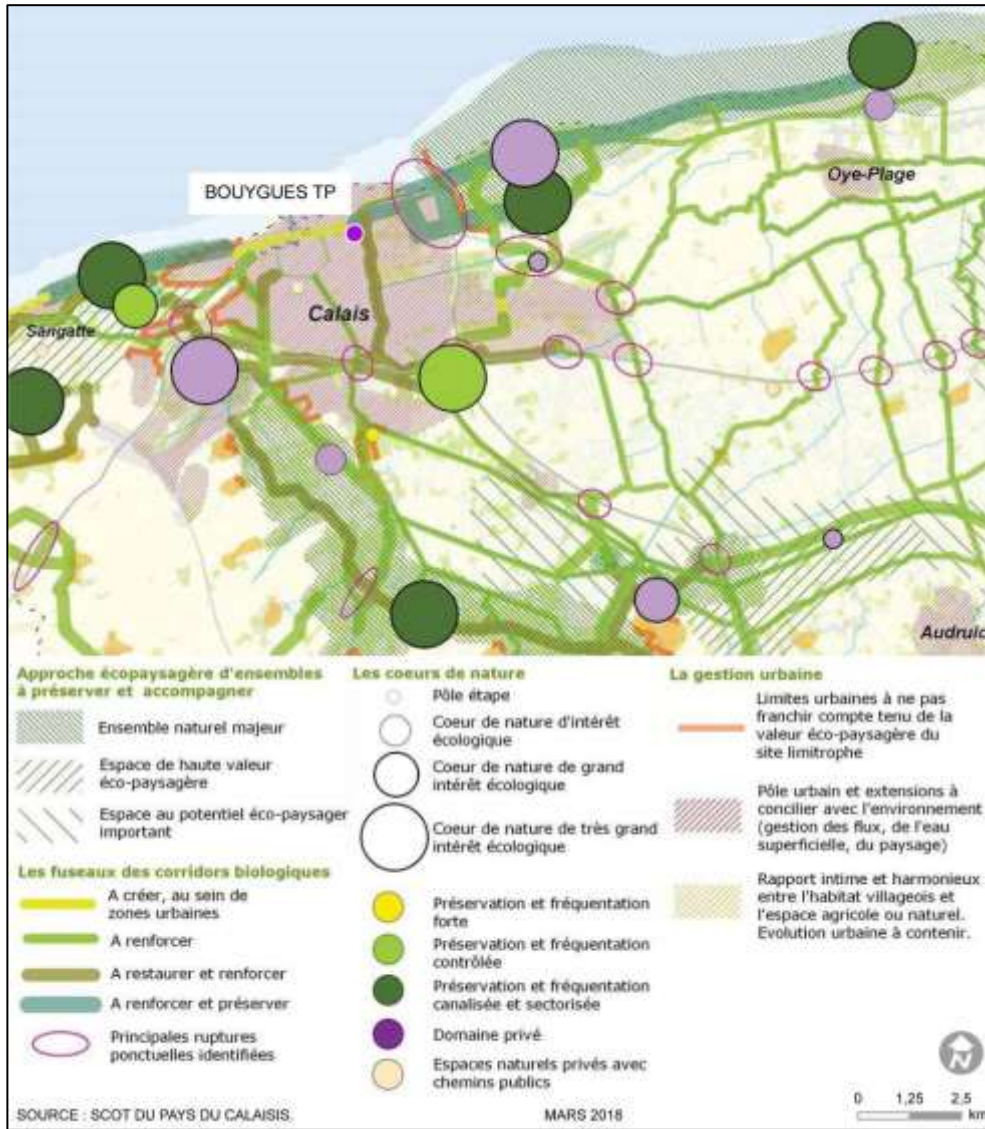 BOUYGUES TP
Oye-Plage
Calais
Sangatte
Audruic
Approche écopaysagère d'ensembles
à préserver et accompagner
Ensemble naturel majeur
Espace de haute valeur
éco-paysagère
Espace au potentiel éco-paysager
important
Les fuseaux des corridors biologiques
A créer, au sein de
zones urbaines
A renforcer
A restaurer et renforcer
A renforcer et préserver
Principales ruptures
ponctuelles identifiées
Les coeurs de nature
Pôle étape
Coeur de nature d'intérêt
écologique
Coeur de nature de grand
intérêt écologique
Coeur de nature de très grand
intérêt écologique
Préservation et fréquentation
forte
Préservation et fréquentation
contrôlée
Préservation et fréquentation
canalisée et sectorisée
Domaine privé
Espaces naturels privés avec
chemins publics
La gestion urbaine
Limites urbaines à ne pas
franchir compte tenu de la
valeur éco-paysagère du
site limitrophe
Pôle urbain et extensions à
concilier avec l'environnement
(gestion des flux, de l'eau
superficielle, du paysage)
Rapport intime et harmonieux
entre l'habitat villageois et
l'espace agricole ou naturel.
Evolution urbaine à contenir.
N
0 1,25 2,5
km
SOURCE : SCOT DU PAYS DU CALAISIS.
MARS 2018